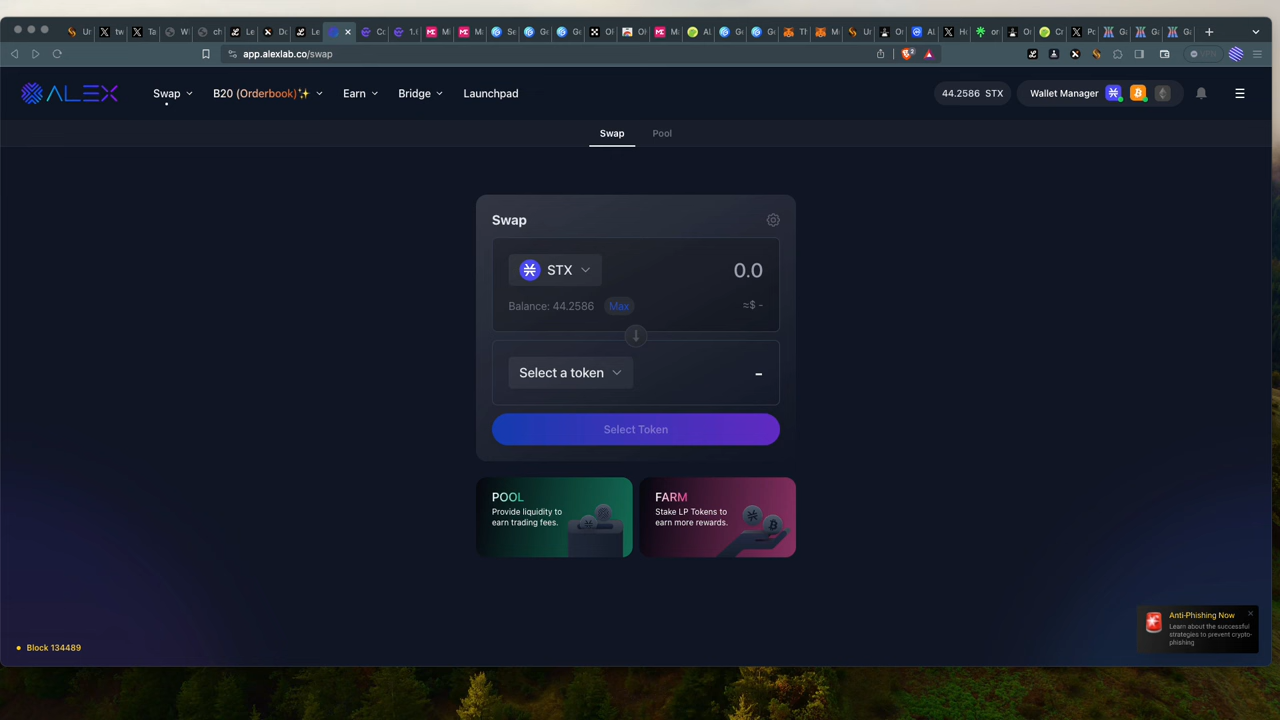 app.alexlab.co/swap
ALEX
Swap
B20 (Orderbook)✨
Earn
Bridge
Launchpad
44.2586 STX
Wallet Manager
Swap
Pool
Swap
STX
0.0
Balance: 44.2586
Max
≈$ -
Select a token
-
Select Token
POOL
Provide liquidity to
earn trading fees.
FARM
Stake LP Tokens to
earn more rewards.
Anti-Phishing Now
Learn about the successful
strategies to prevent crypto-
phishing
Block 134489